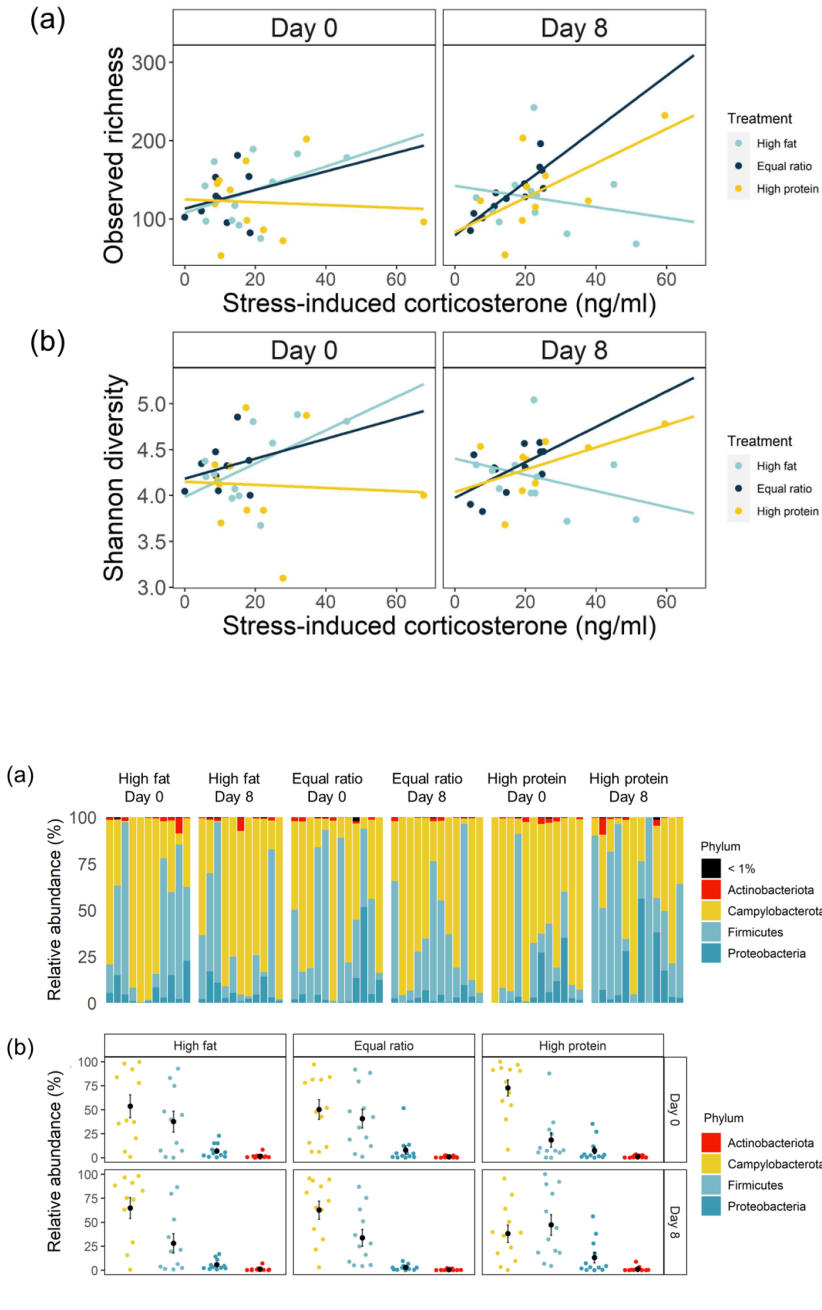 (a)
Day 0
Day 8
Observed richness
300
200
100
0
20
40
60
0
20
40
60
Stress-induced corticosterone (ng/ml)
Treatment
High fat
Equal ratio
High protein
(b)
Day 0
Day 8
Shannon diversity
5.0
4.5
4.0
3.5
3.0
0
20
40
60
0
20
40
60
Stress-induced corticosterone (ng/ml)
Treatment
High fat
Equal ratio
High protein
(a)
High fat
Day 0
High fat
Day 8
Equal ratio
Day 0
Equal ratio
Day 8
High protein
Day 0
High protein
Day 8
Relative abundance (%)
100
75
50
25
0
Phylum
< 1%
Actinobacteriota
Campylobacterota
Firmicutes
Proteobacteria
(b)
High fat
Equal ratio
High protein
Relative abundance (%)
100
75
50
25
0
Day 0
100
75
50
25
0
Day 8
Phylum
Actinobacteriota
Campylobacterota
Firmicutes
Proteobacteria